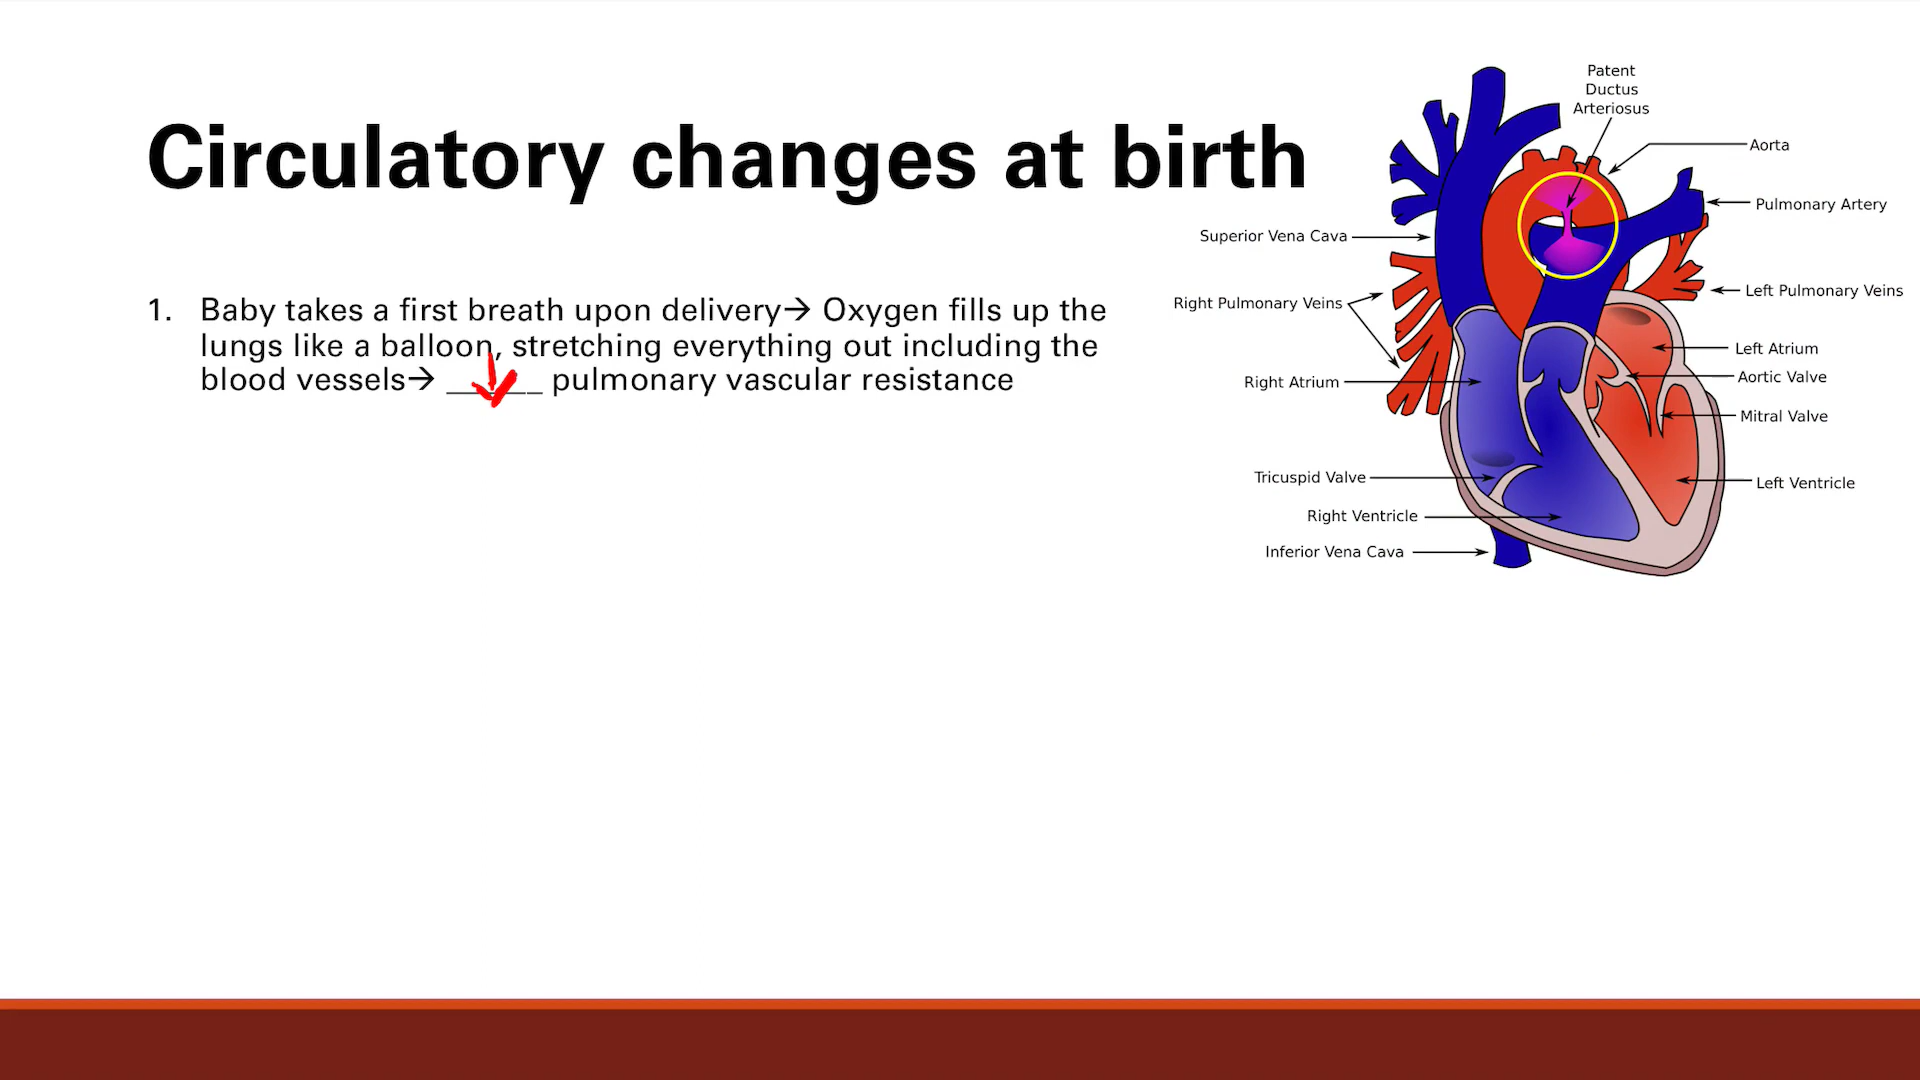 Circulatory changes at birth
1. Baby takes a first breath upon delivery→ Oxygen fills up the
lungs like a balloon, stretching everything out including the
blood vessels→ ______ pulmonary vascular resistance
Patent
Ductus
Arteriosus
Aorta
Pulmonary Artery
Superior Vena Cava
Left Pulmonary Veins
Right Pulmonary Veins
Left Atrium
Aortic Valve
Right Atrium
Mitral Valve
Tricuspid Valve
Left Ventricle
Right Ventricle
Inferior Vena Cava